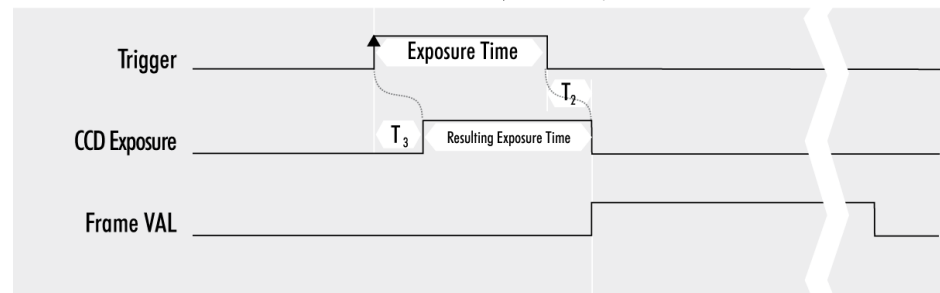 Trigger
Exposure Time
T2
CCD Exposure
T3
Resulting Exposure Time
Frame VAL